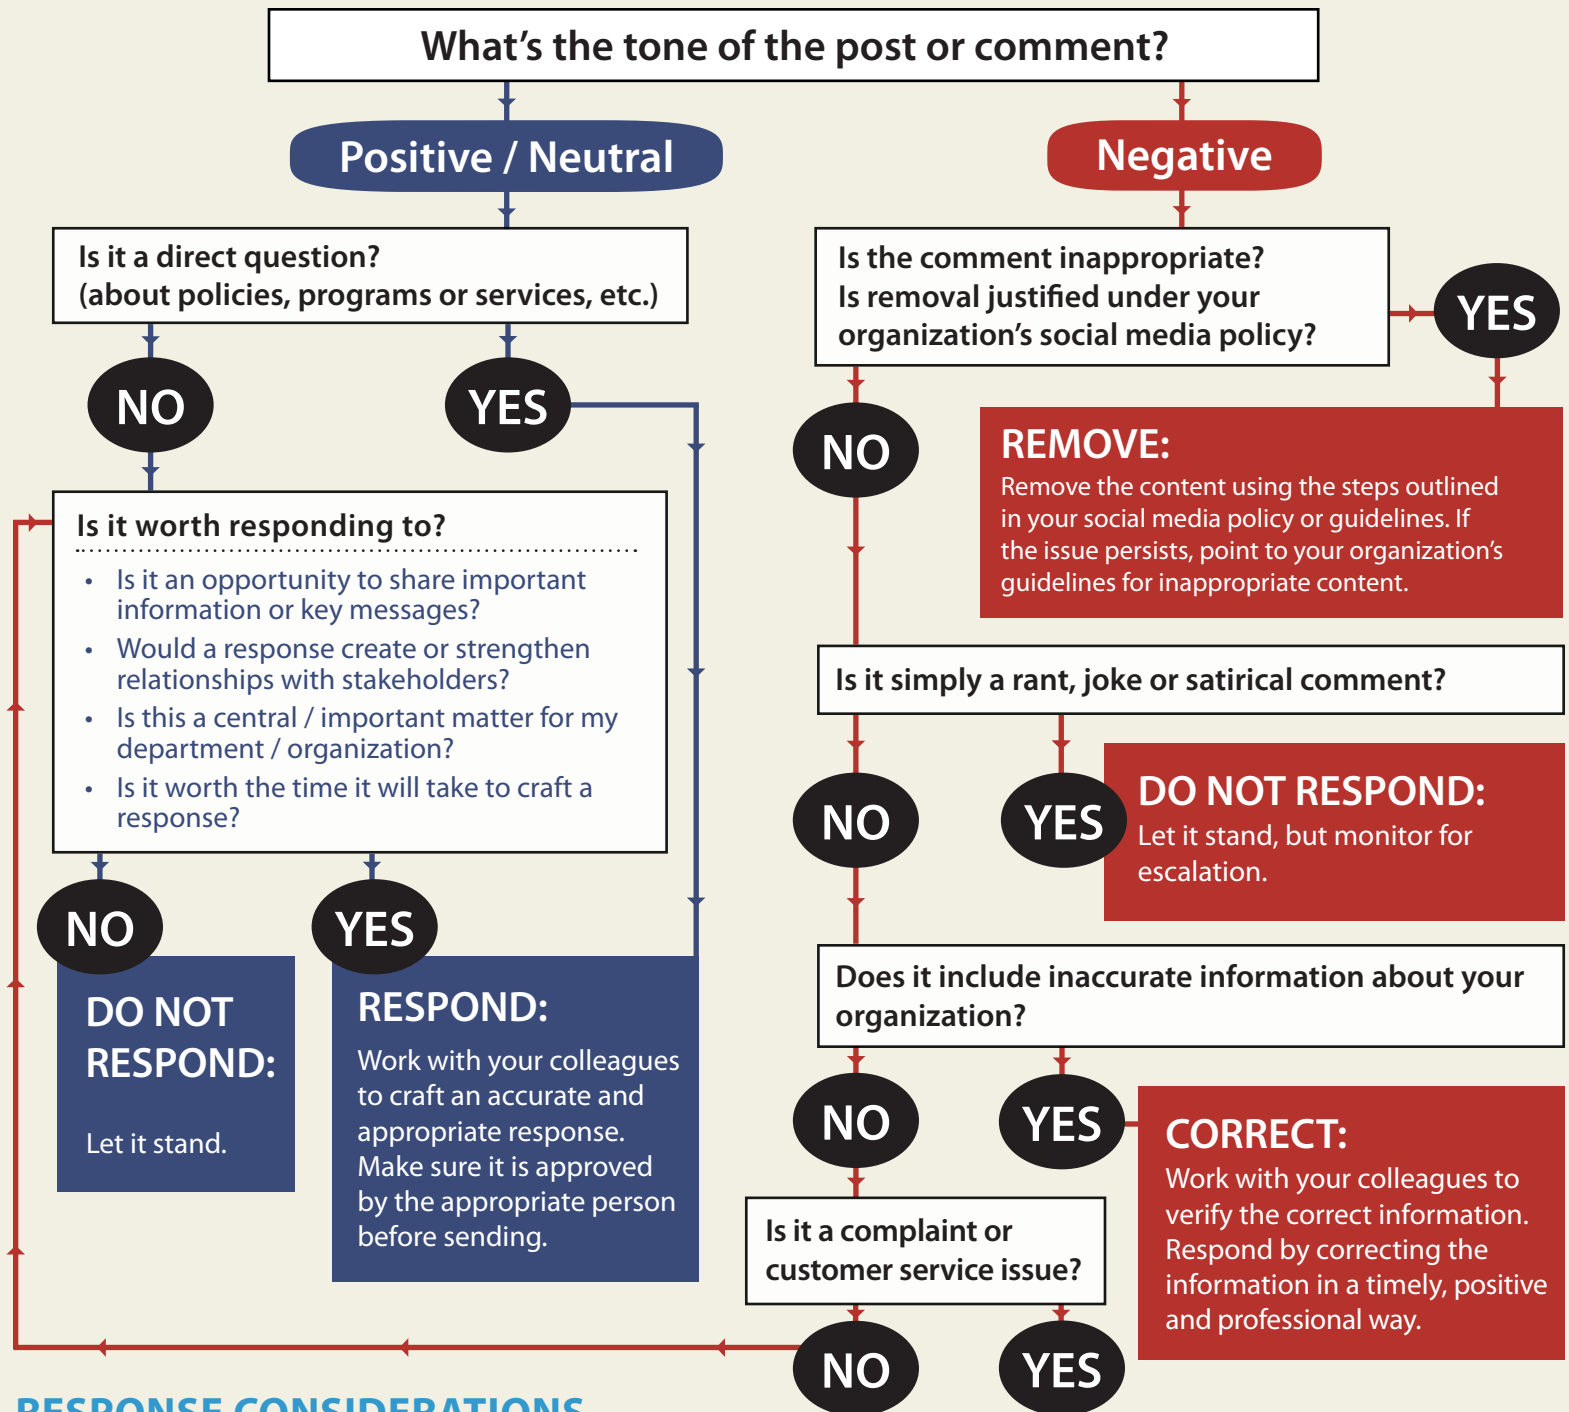 What's the tone of the post or comment?
Positive / Neutral
Negative
Is it a direct question?
(about policies, programs or services, etc.)
NO
YES
Is it worth responding to?
• Is it an opportunity to share important
information or key messages?
• Would a response create or strengthen
relationships with stakeholders?
• Is this a central / important matter for my
department / organization?
• Is it worth the time it will take to craft a
response?
NO
YES
DO NOT
RESPOND:
Let it stand.
RESPOND:
Work with your colleagues
to craft an accurate and
appropriate response.
Make sure it is approved
by the appropriate person
before sending.
Is the comment inappropriate?
Is removal justified under your
organization's social media policy?
YES
NO
REMOVE:
Remove the content using the steps outlined
in your social media policy or guidelines. If
the issue persists, point to your organization's
guidelines for inappropriate content.
Is it simply a rant, joke or satirical comment?
NO
YES
DO NOT RESPOND:
Let it stand, but monitor for
escalation.
Does it include inaccurate information about your
organization?
NO
YES
CORRECT:
Work with your colleagues to
verify the correct information.
Respond by correcting the
information in a timely, positive
and professional way.
Is it a complaint or
customer service issue?
NO
YES
RESPONSE CONSIDERATIONS